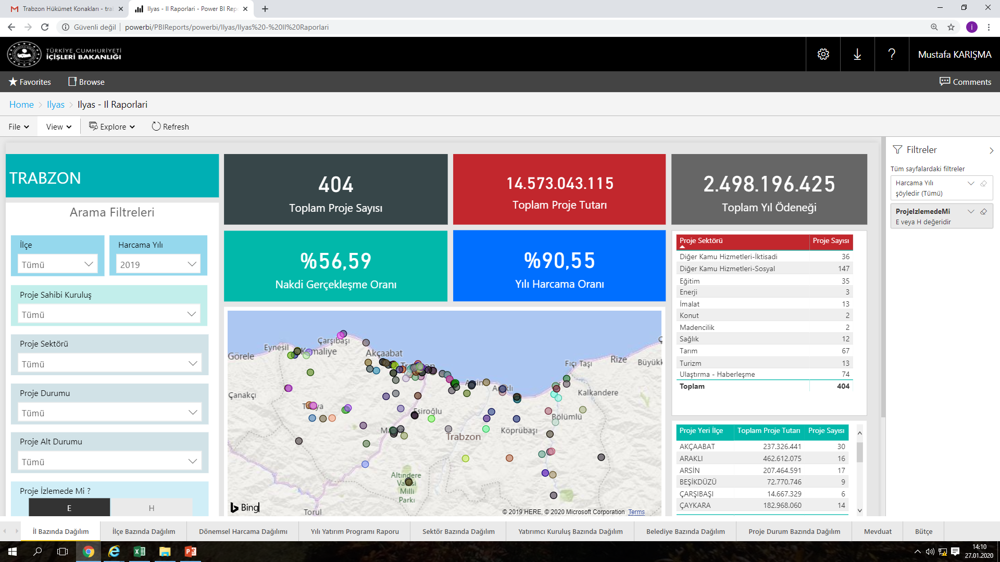 Trabzon Hükümet Konakları - tra
Ilyas - Il Raporlari - Power BI Rep
Güvenli değil
powerbi/PBIReports/powerbi/Ilyas/Ilyas%20-%20Il%20Raporlari
i
TÜRKİYE CUMHURİYETİ
İÇİŞLERİ BAKANLIĞI
?
Mustafa KARIŞMA
Favorites
Browse
Comments
Home > Ilyas > Ilyas - Il Raporlari
File
View
Explore
Refresh
TRABZON
Arama Filtreleri
İlçe
Tümü
Harcama Yılı
2019
Proje Sahibi Kuruluş
Tümü
Proje Sektörü
Tümü
Proje Durumu
Tümü
Proje Alt Durumu
Tümü
Proje İzlemede Mi ?
E
H
404
Toplam Proje Sayısı
14.573.043.115
Toplam Proje Tutarı
2.498.196.425
Toplam Yıl Ödeneği
%56,59
Nakdi Gerçekleşme Oranı
%90,55
Yılı Harcama Oranı
Çarşıbaşı
Eynesil
Kemaliye
Görele
Akçaabat
Fıçı Taşı
Rize
Büyükk
Araklı
Kalkandere
Çanakçı
Esiroğlu
Bölümlü
Köprübaşı
Trabzon
Altındere
Vadisi
Milli
Parkı
Torul
Bing
© 2019 HERE, © 2020 Microsoft Corporation Terms
Proje Sektörü Proje Sayısı
Diğer Kamu Hizmetleri-İktisadi 36
Diğer Kamu Hizmetleri-Sosyal 147
Eğitim 35
Enerji 3
İmalat 13
Konut 2
Madencilik 2
Sağlık 12
Tarım 67
Turizm 13
Ulaştırma - Haberleşme 74
Toplam 404
Proje Yeri İlçe Toplam Proje Tutarı Proje Sayısı
AKÇAABAT 237.326.441 30
ARAKLI 462.612.075 16
ARSİN 207.464.591 17
BEŞİKDÜZÜ 72.770.746 9
ÇARŞIBAŞI 14.667.329 6
ÇAYKARA 182.968.060 14
Filtreler
Tüm sayfalardaki filtreler
Harcama Yılı
şöyledir (Tümü)
ProjeIzlemedeMi
E veya H değeridir
İl Bazında Dağılım
İlçe Bazında Dağılım
Dönemsel Harcama Dağılımı
Yılı Yatırım Programı Raporu
Sektör Bazında Dağılım
Yatırımcı Kuruluş Bazında Dağılım
Belediye Bazında Dağılım
Proje Durum Bazında Dağılım
Mevduat
Bütçe
14:10
27.01.2020